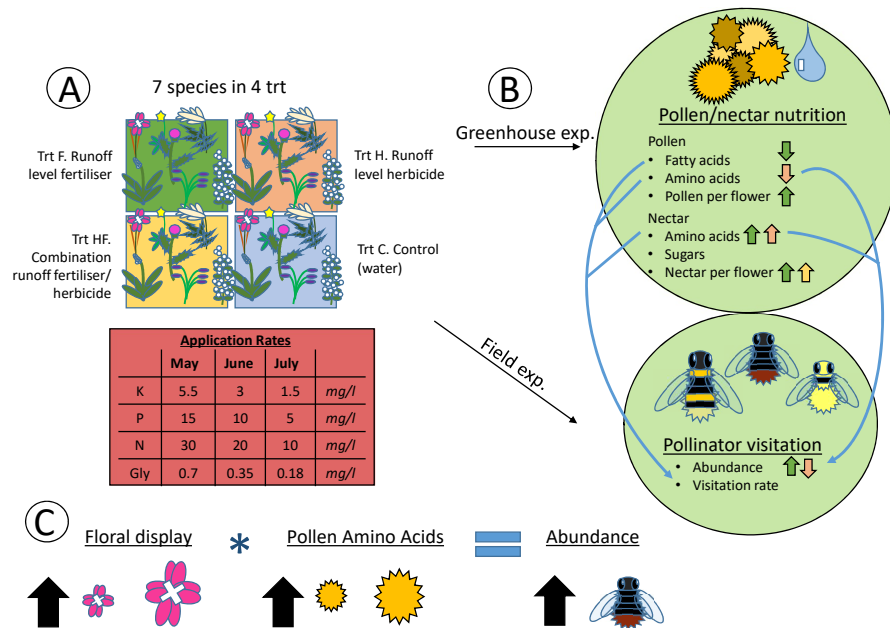 A
7 species in 4 trt
Trt F. Runoff
level fertiliser
Trt H. Runoff
level herbicide
Trt HF.
Combination
runoff fertiliser/
herbicide
Trt C. Control
(water)
Application Rates
May June July
K 5.5 3 1.5 mg/l
P 15 10 5 mg/l
N 30 20 10 mg/l
Gly 0.7 0.35 0.18 mg/l
B
Greenhouse exp.
Field exp.
Pollen/nectar nutrition
Pollen
• Fatty acids
• Amino acids
• Pollen per flower
Nectar
• Amino acids
• Sugars
• Nectar per flower
Pollinator visitation
• Abundance
• Visitation rate
C
Floral display * Pollen Amino Acids = Abundance